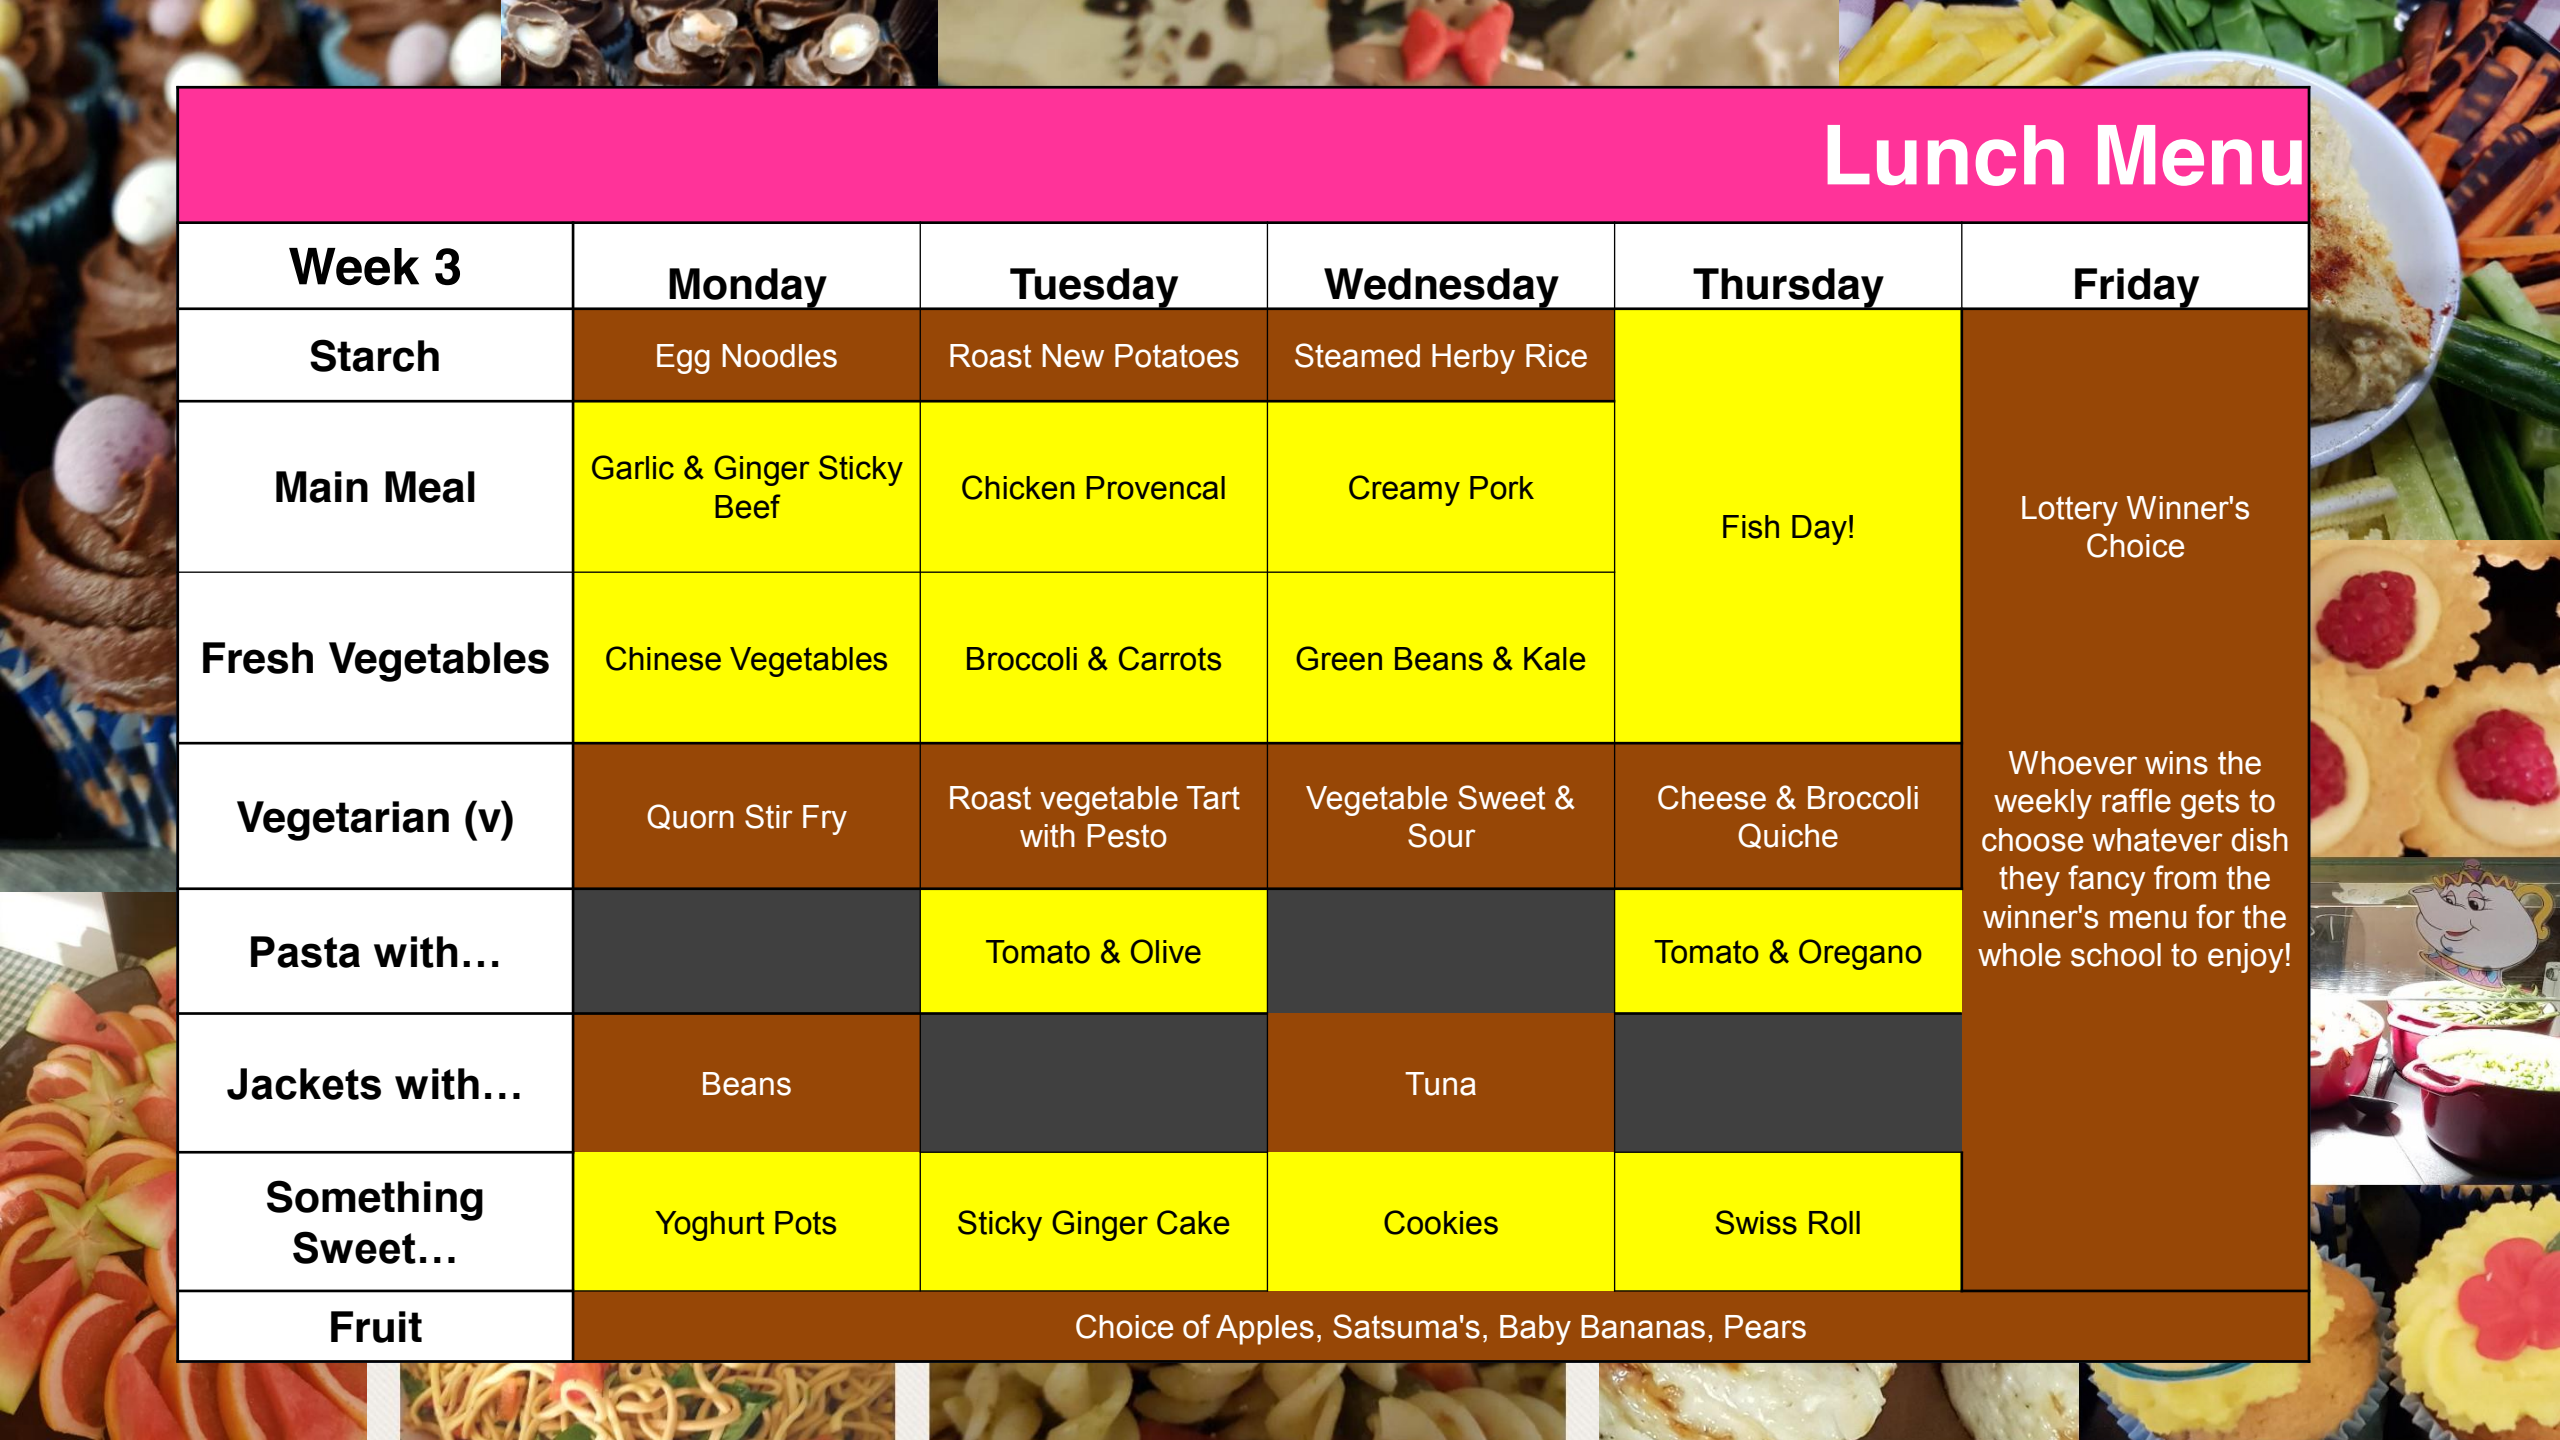 Lunch Menu
Week 3
Monday
Tuesday
Wednesday
Thursday
Friday
Starch
Egg Noodles
Roast New Potatoes
Steamed Herby Rice
Fish Day!
Lottery Winner's
Choice
Whoever wins the
weekly raffle gets to
choose whatever dish
they fancy from the
winner's menu for the
whole school to enjoy!
Main Meal
Garlic & Ginger Sticky
Beef
Chicken Provencal
Creamy Pork
Fresh Vegetables
Chinese Vegetables
Broccoli & Carrots
Green Beans & Kale
Vegetarian (v)
Quorn Stir Fry
Roast vegetable Tart
with Pesto
Vegetable Sweet &
Sour
Cheese & Broccoli
Quiche
Pasta with…
Tomato & Olive
Tomato & Oregano
Jackets with…
Beans
Tuna
Something
Sweet…
Yoghurt Pots
Sticky Ginger Cake
Cookies
Swiss Roll
Fruit
Choice of Apples, Satsuma's, Baby Bananas, Pears